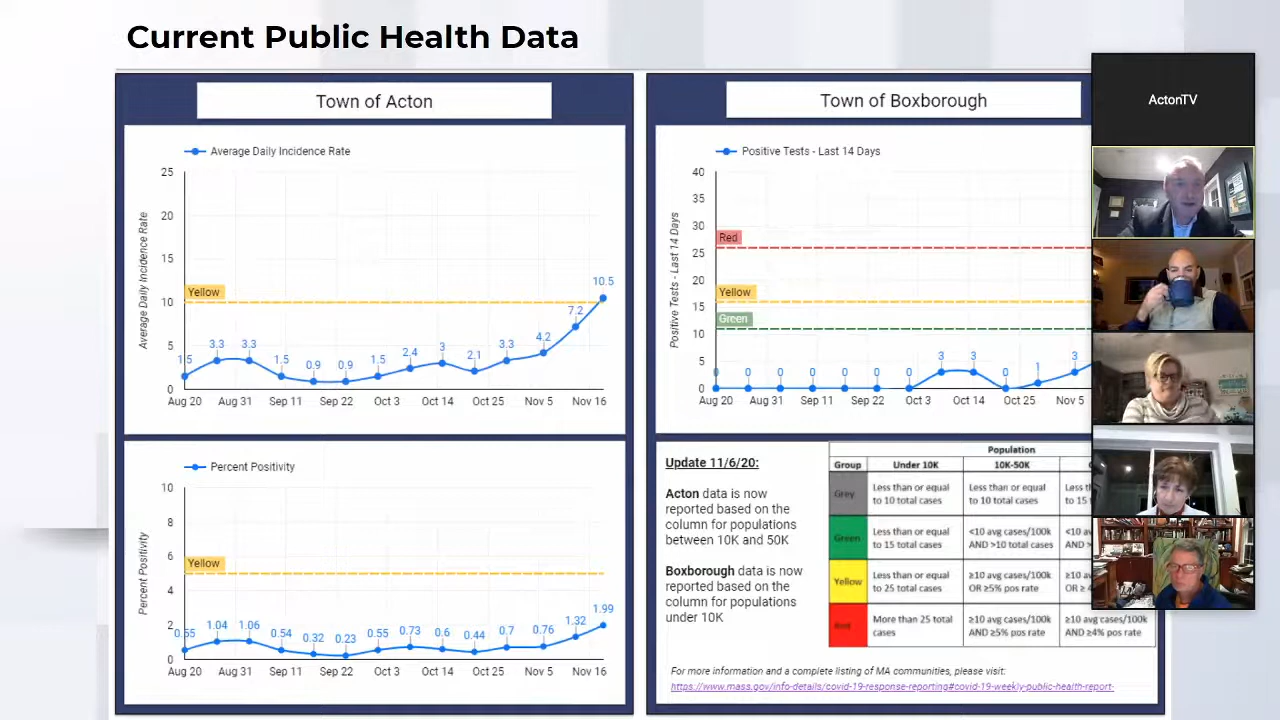 Current Public Health Data
Town of Acton
Average Daily Incidence Rate
25
20
15
10
5
0
Average Daily Incidence Rate
Yellow
1.5
3.3
3.3
1.5
0.9
0.9
1.5
2.4
3
2.1
3.3
4.2
7.2
10.5
Aug 20
Aug 31
Sep 11
Sep 22
Oct 3
Oct 14
Oct 25
Nov 5
Nov 16
Percent Positivity
10
8
6
4
2
0
Percent Positivity
Yellow
0.55
1.04
1.06
0.54
0.32
0.23
0.55
0.73
0.6
0.44
0.7
0.76
1.32
1.99
Aug 20
Aug 31
Sep 11
Sep 22
Oct 3
Oct 14
Oct 25
Nov 5
Nov 16
Town of Boxborough
Positive Tests - Last 14 Days
40
35
30
25
20
15
10
5
0
Positive Tests - Last 14 Days
Red
Yellow
Green
0
0
0
0
0
0
0
3
3
0
1
3
Aug 20
Aug 31
Sep 11
Sep 22
Oct 3
Oct 14
Oct 25
Nov 5
Update 11/6/20:
Acton data is now
reported based on the
column for populations
between 10K and 50K
Boxborough data is now
reported based on the
column for populations
under 10K
Population
Group Under 10K 10K-50K
Grey
Less than or equal
to 10 total cases
Less than or equal
to 10 total cases
Less th
to 15
Green
Less than or equal
to 15 total cases
<10 avg cases/100k
AND >10 total cases
<10 av
AND >
Yellow
Less than or equal
to 25 total cases
≥10 avg cases/100k
OR ≥5% pos rate
≥10 av
OR ≥ 4
Red
More than 25 total
cases
≥10 avg cases/100k
AND ≥5% pos rate
≥10 avg cases/100k
AND ≥4% pos rate
For more information and a complete listing of MA communities, please visit:
https://www.mass.gov/info-details/covid-19-response-reporting#covid-19-weekly-public-health-report-
ActonTV